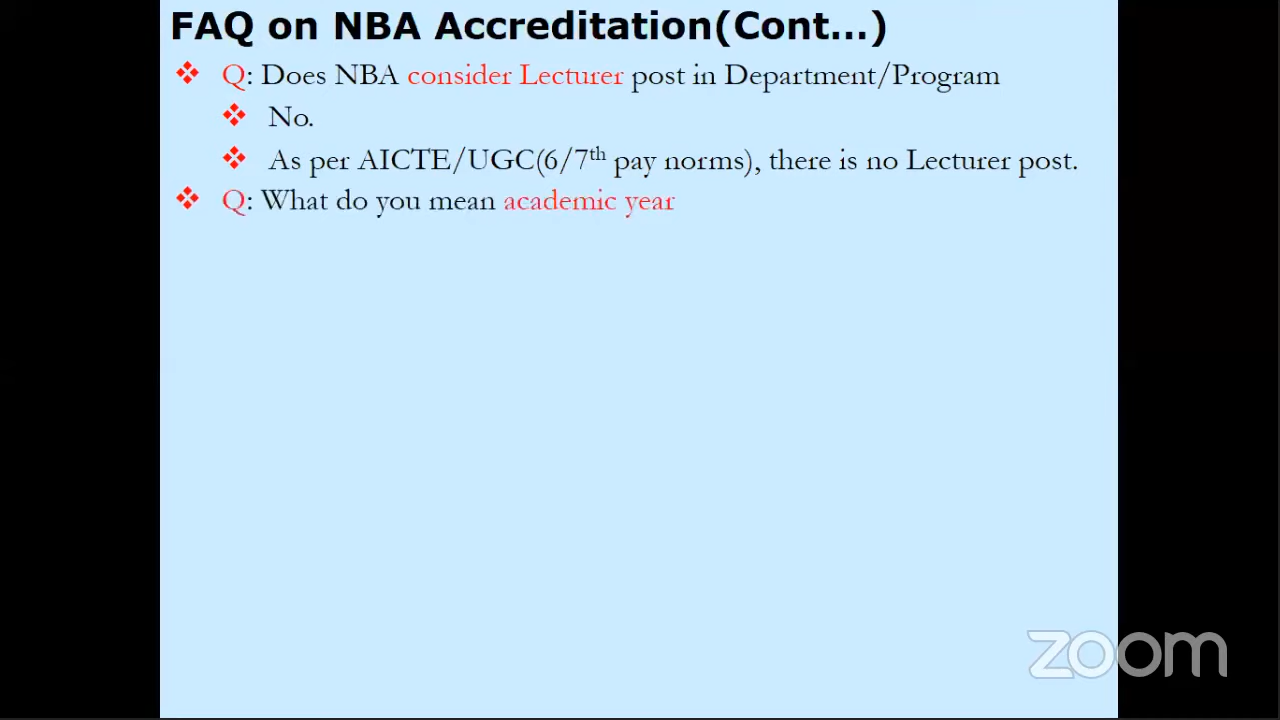 FAQ on NBA Accreditation(Cont...)
Q: Does NBA consider Lecturer post in Department/Program
No.
As per AICTE/UGC(6/7th pay norms), there is no Lecturer post.
Q: What do you mean academic year
zoom